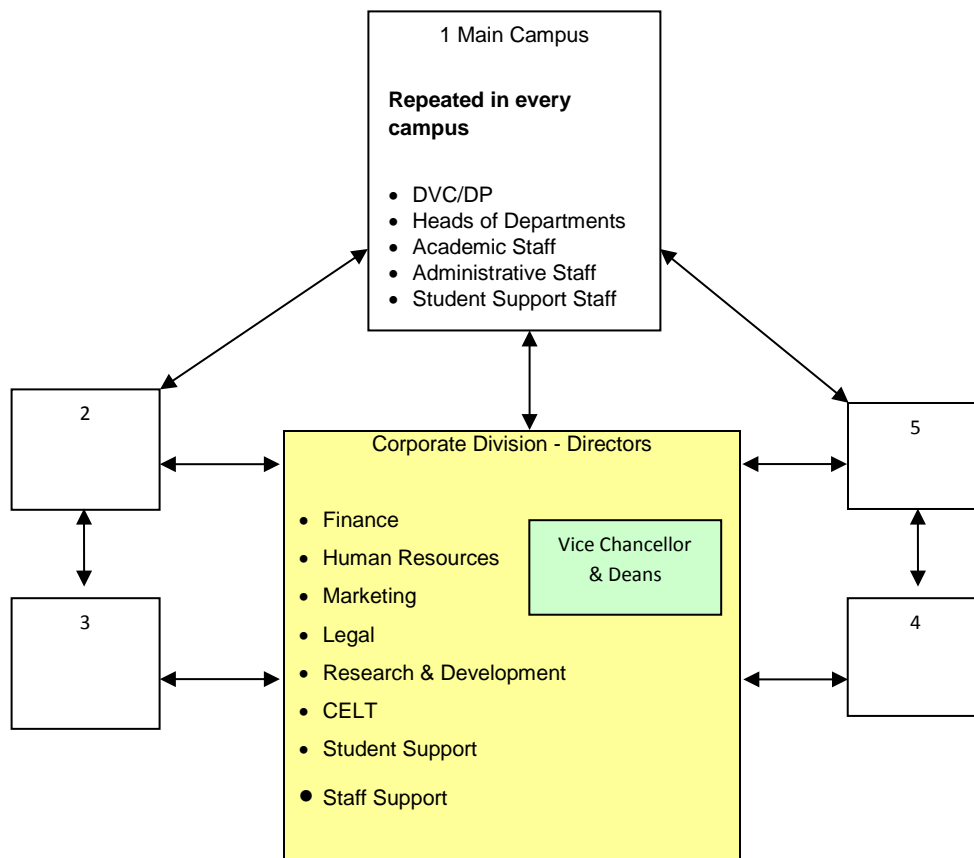 1 Main Campus
Repeated in every
campus
• DVC/DP
• Heads of Departments
• Academic Staff
• Administrative Staff
• Student Support Staff
2
5
Corporate Division - Directors
• Finance
• Human Resources
• Marketing
• Legal
• Research & Development
• CELT
• Student Support
• Staff Support
Vice Chancellor
& Deans
3
4